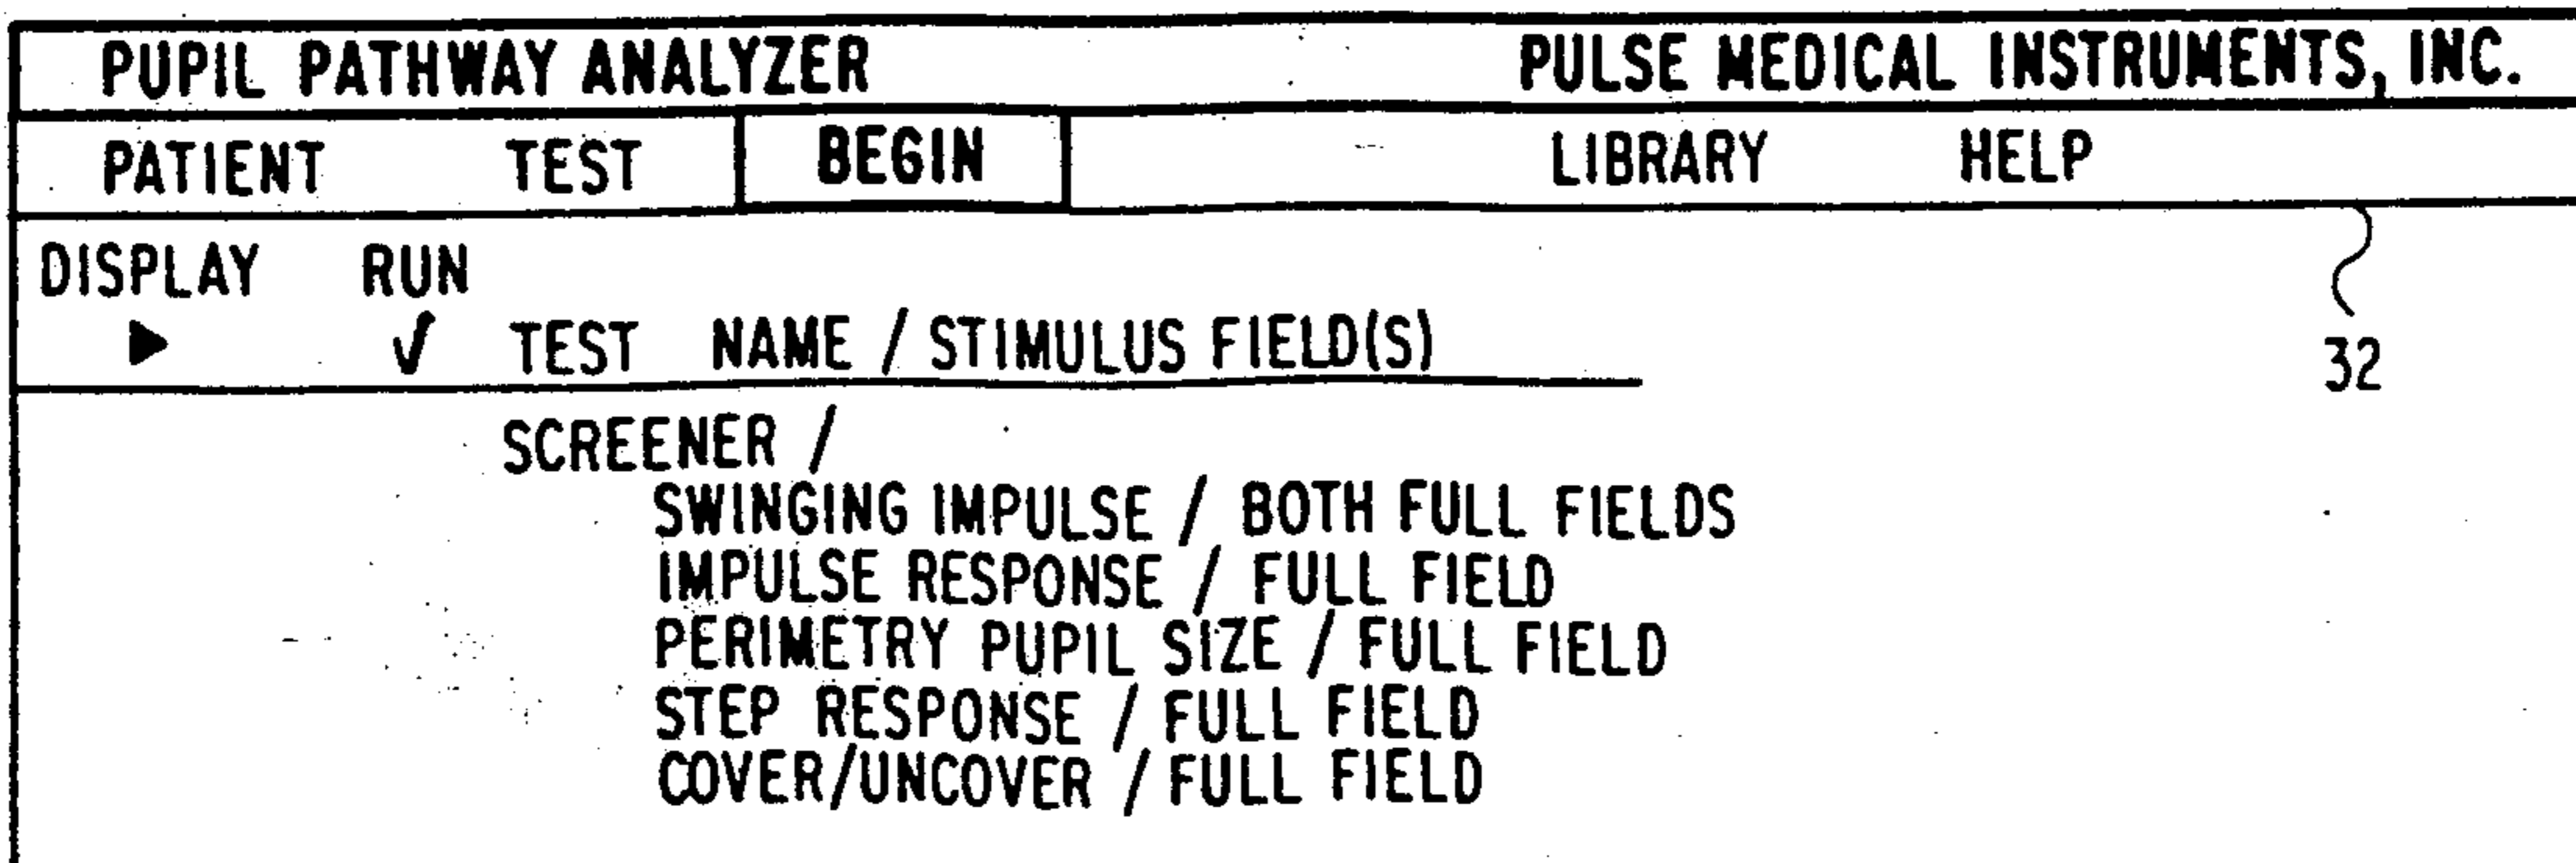 PUPIL PATHWAY ANALYZER PULSE MEDICAL INSTRUMENTS, INC.
PATIENT TEST BEGIN LIBRARY HELP
DISPLAY RUN
▶ √ TEST NAME / STIMULUS FIELD(S)
32
SCREENER /
SWINGING IMPULSE / BOTH FULL FIELDS
IMPULSE RESPONSE / FULL FIELD
PERIMETRY PUPIL SIZE / FULL FIELD
STEP RESPONSE / FULL FIELD
COVER/UNCOVER / FULL FIELD